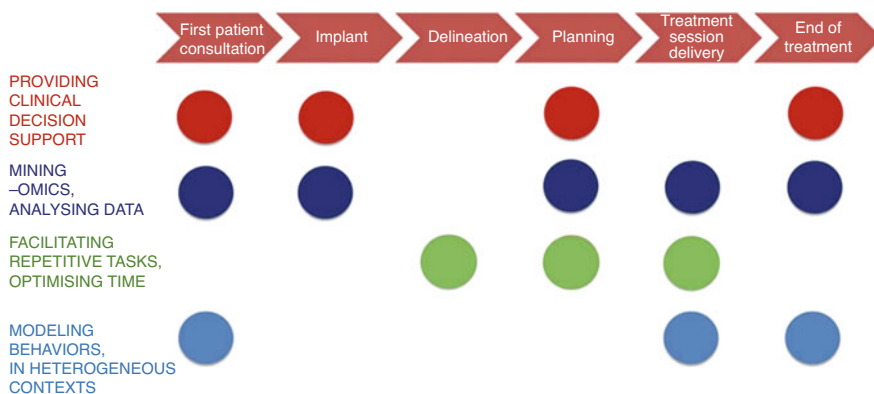 First patient
consultation
Implant
Delineation
Planning
Treatment
session
delivery
End of
treatment
PROVIDING
CLINICAL
DECISION
SUPPORT
MINING
–OMICS,
ANALYSING DATA
FACILITATING
REPETITIVE TASKS,
OPTIMISING TIME
MODELING
BEHAVIORS,
IN HETEROGENEOUS
CONTEXTS